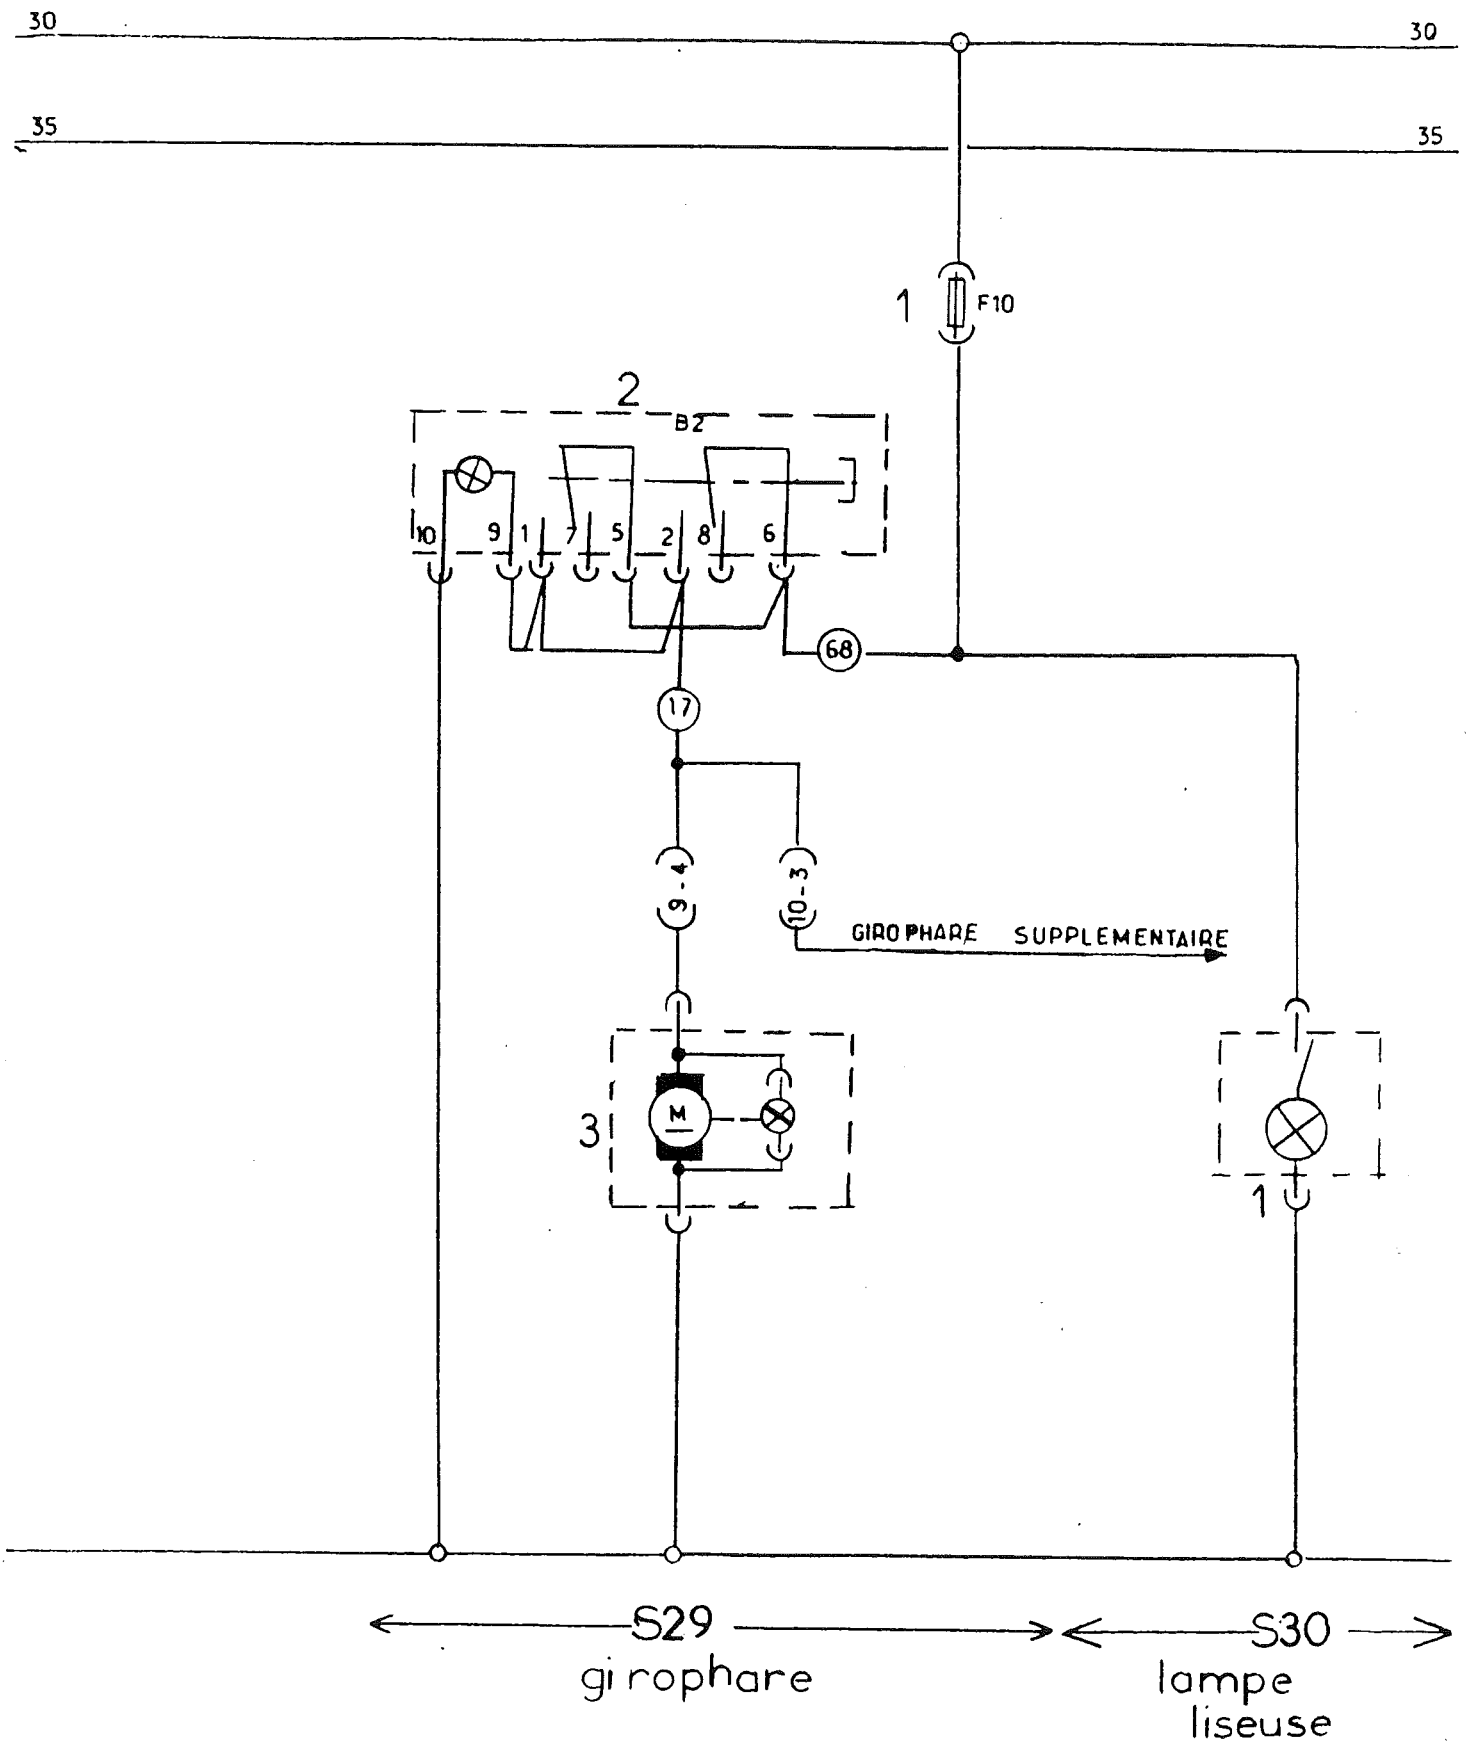 30 30
35 35
1 F10
2
B2
10 9 1 7 5 2 8 6
68
17
9-4 10-3
GIROPHARE SUPPLEMENTAIRE
M
3
1
S29 S30
girophare lampe
liseuse